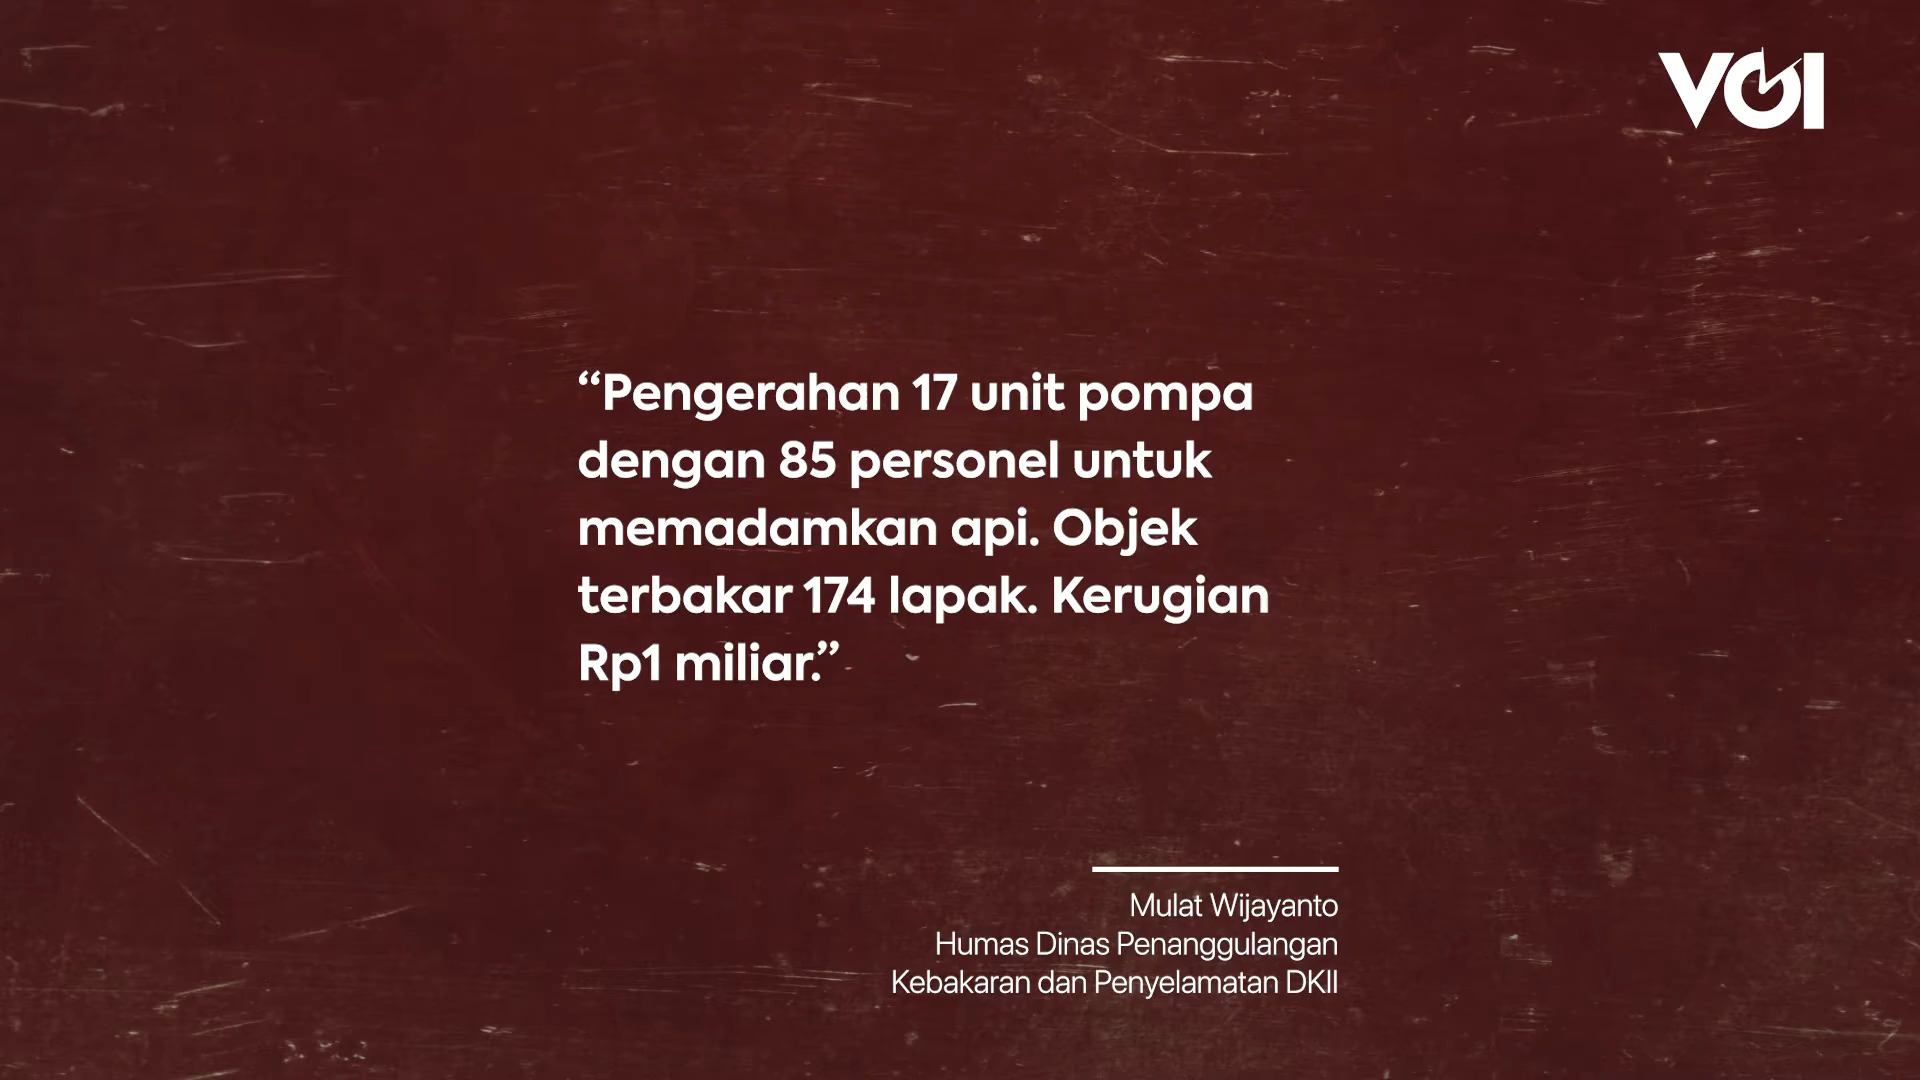 VOI
“Pengerahan 17 unit pompa
dengan 85 personel untuk
memadamkan api. Objek
terbakar 174 lapak. Kerugian
Rp1 miliar.”
Mulat Wijayanto
Humas Dinas Penanggulangan
Kebakaran dan Penyelamatan DKII